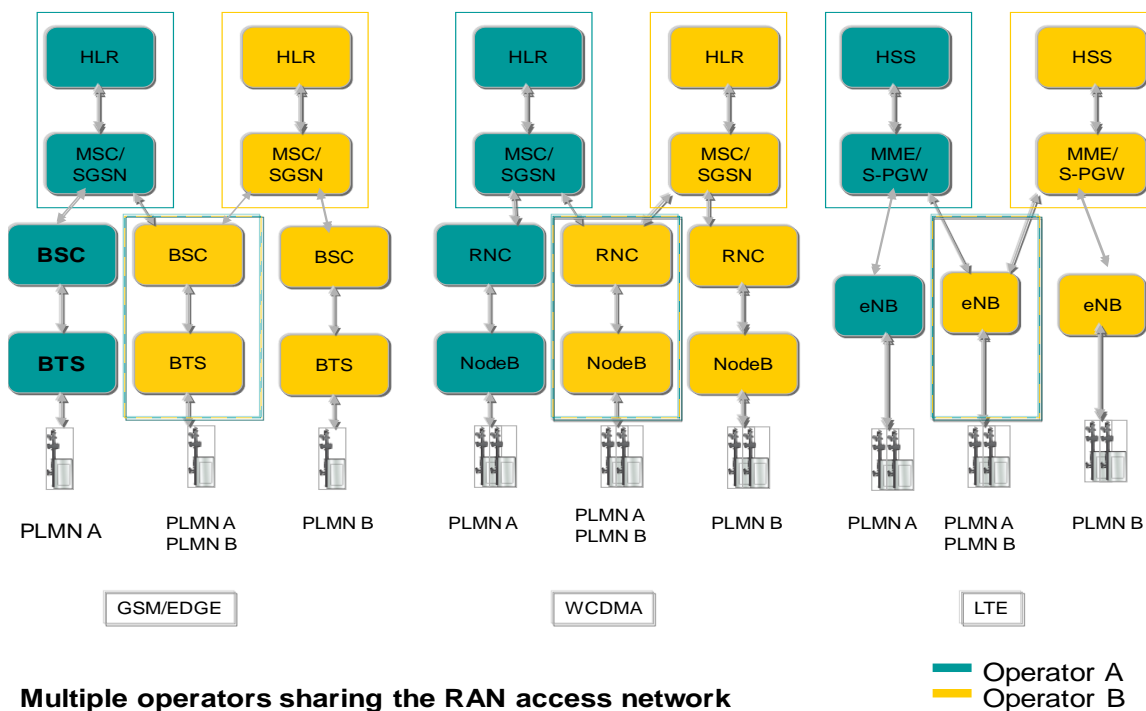 HLR
HLR
HLR
HLR
HSS
HSS
MSC/
SGSN
MSC/
SGSN
MSC/
SGSN
MSC/
SGSN
MME/
S-PGW
MME/
S-PGW
BSC
BSC
BSC
RNC
RNC
RNC
eNB
eNB
eNB
BTS
BTS
BTS
NodeB
NodeB
NodeB
PLMN A
PLMN A
PLMN B
PLMN B
PLMN A
PLMN A
PLMN B
PLMN B
PLMN A
PLMN A
PLMN B
PLMN B
GSM/EDGE
WCDMA
LTE
Operator A
Operator B
Multiple operators sharing the RAN access network